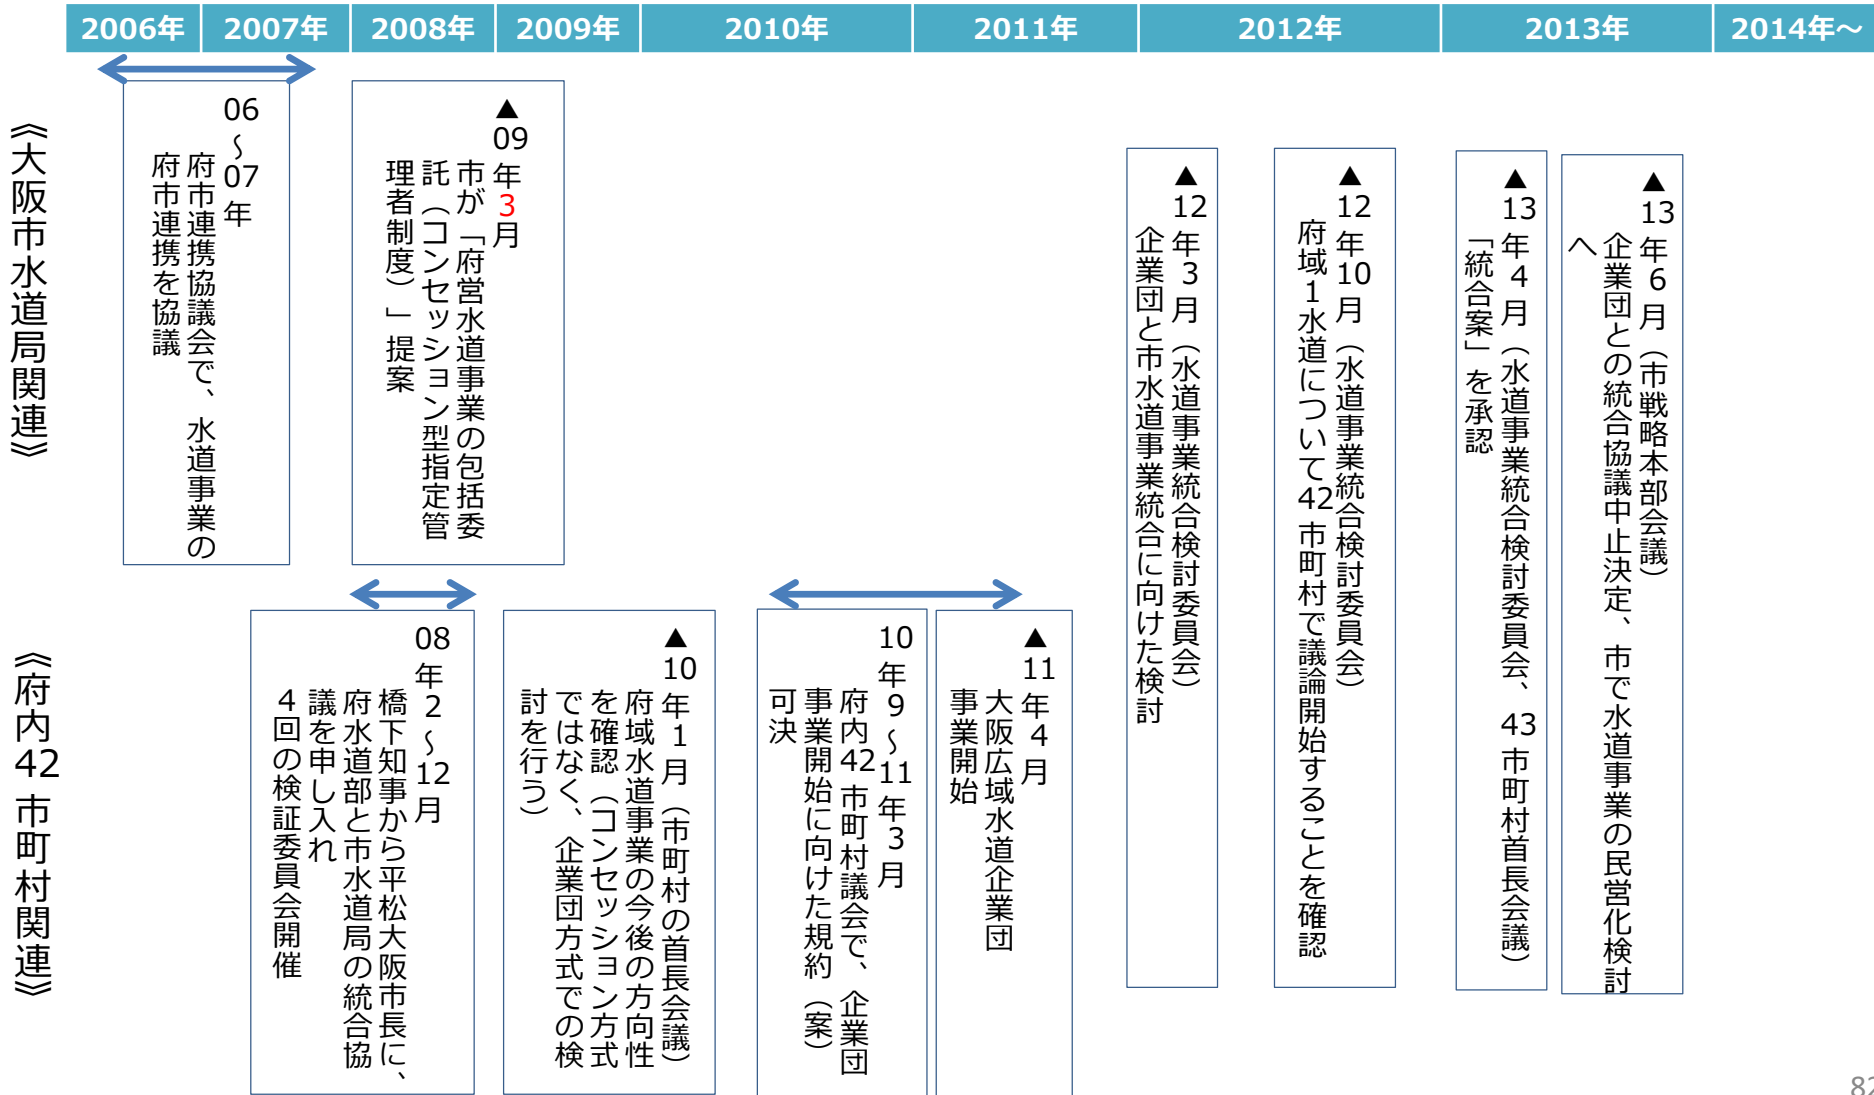 2006年
2007年
2008年
2009年
2010年
2011年
2012年
2013年
2014年～
《大阪市水道局関連》
06～07年
府市連携協議会で、水道事業の
府市連携を協議
▲09年3月
市が「府営水道事業の包括委
託（コンセッション型指定管
理者制度）」提案
▲12年3月（水道事業統合検討委員会）
企業団と市水道事業統合に向けた検討
▲12年10月（水道事業統合検討委員会）
府域1水道について42市町村で議論開始することを確認
▲13年4月（水道事業統合検討委員会、43市町村首長会議）
「統合案」を承認
▲13年6月（市戦略本部会議）
企業団との統合協議中止決定、市で水道事業の民営化検討
へ
《府内42市町村関連》
08年2～12月
橋下知事から平松大阪市長に、
府水道部と市水道局の統合協
議を申し入れ
4回の検証委員会開催
▲10年1月（市町村の首長会議）
府域水道事業の今後の方向性
を確認（コンセッション方式
ではなく、企業団方式での検
討を行う）
10年9～11年3月
府内42市町村議会で、企業団
事業開始に向けた規約（案）
可決
▲11年4月
大阪広域水道企業団
事業開始
82